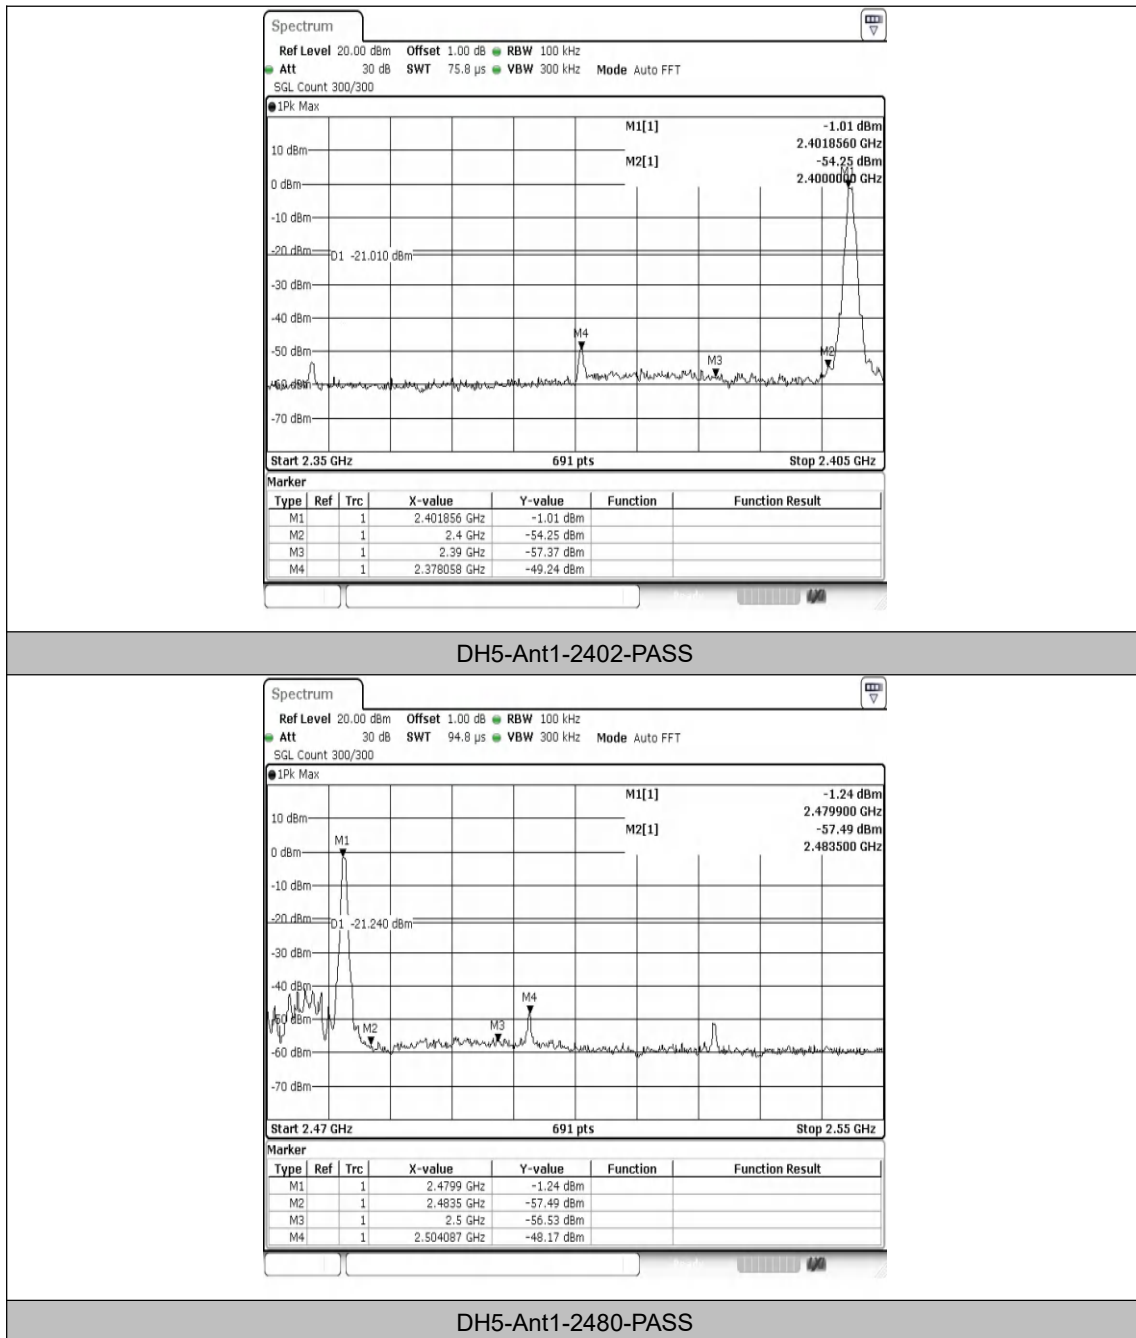 Spectrum
Ref Level 20.00 dBm Offset 1.00 dB RBW 100 kHz
Att 30 dB SWT 75.8 µs VBW 300 kHz Mode Auto FFT
SGL Count 300/300
1Pk Max
M1[1] -1.01 dBm
2.4018560 GHz
10 dBm
M2[1] -54.25 dBm
M1
0 dBm
2.4000000 GHz
-10 dBm
-20 dBm
D1 -21.010 dBm
-30 dBm
-40 dBm
M4
-50 dBm
M3
M2
-60 dBm
-70 dBm
Start 2.35 GHz 691 pts Stop 2.405 GHz
Marker
Type Ref Trc X-value Y-value Function Function Result
M1 1 2.401856 GHz -1.01 dBm
M2 1 2.4 GHz -54.25 dBm
M3 1 2.39 GHz -57.37 dBm
M4 1 2.378058 GHz -49.24 dBm
DH5-Ant1-2402-PASS
Spectrum
Ref Level 20.00 dBm Offset 1.00 dB RBW 100 kHz
Att 30 dB SWT 94.8 µs VBW 300 kHz Mode Auto FFT
SGL Count 300/300
1Pk Max
M1[1] -1.24 dBm
2.479900 GHz
10 dBm
M2[1] -57.49 dBm
M1
0 dBm
2.483500 GHz
-10 dBm
-20 dBm
D1 -21.240 dBm
-30 dBm
-40 dBm
M4
-50 dBm
M2
M3
-60 dBm
-70 dBm
Start 2.47 GHz 691 pts Stop 2.55 GHz
Marker
Type Ref Trc X-value Y-value Function Function Result
M1 1 2.4799 GHz -1.24 dBm
M2 1 2.4835 GHz -57.49 dBm
M3 1 2.5 GHz -56.53 dBm
M4 1 2.504087 GHz -48.17 dBm
DH5-Ant1-2480-PASS